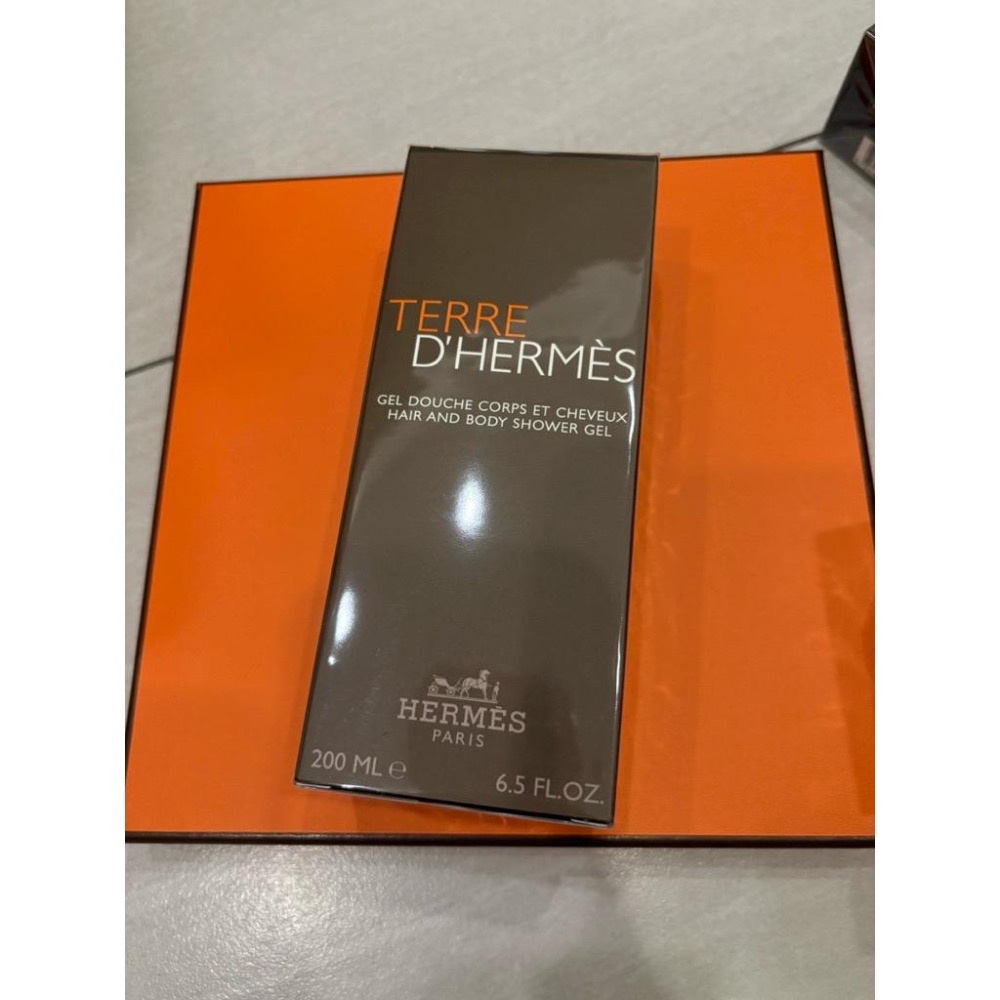 TERRE
D'HERMÈS
GEL DOUCHE CORPS ET CHEVEUX
HAIR AND BODY SHOWER GEL
HERMÈS
PARIS
200 ML ℮
6.5 FL.OZ.